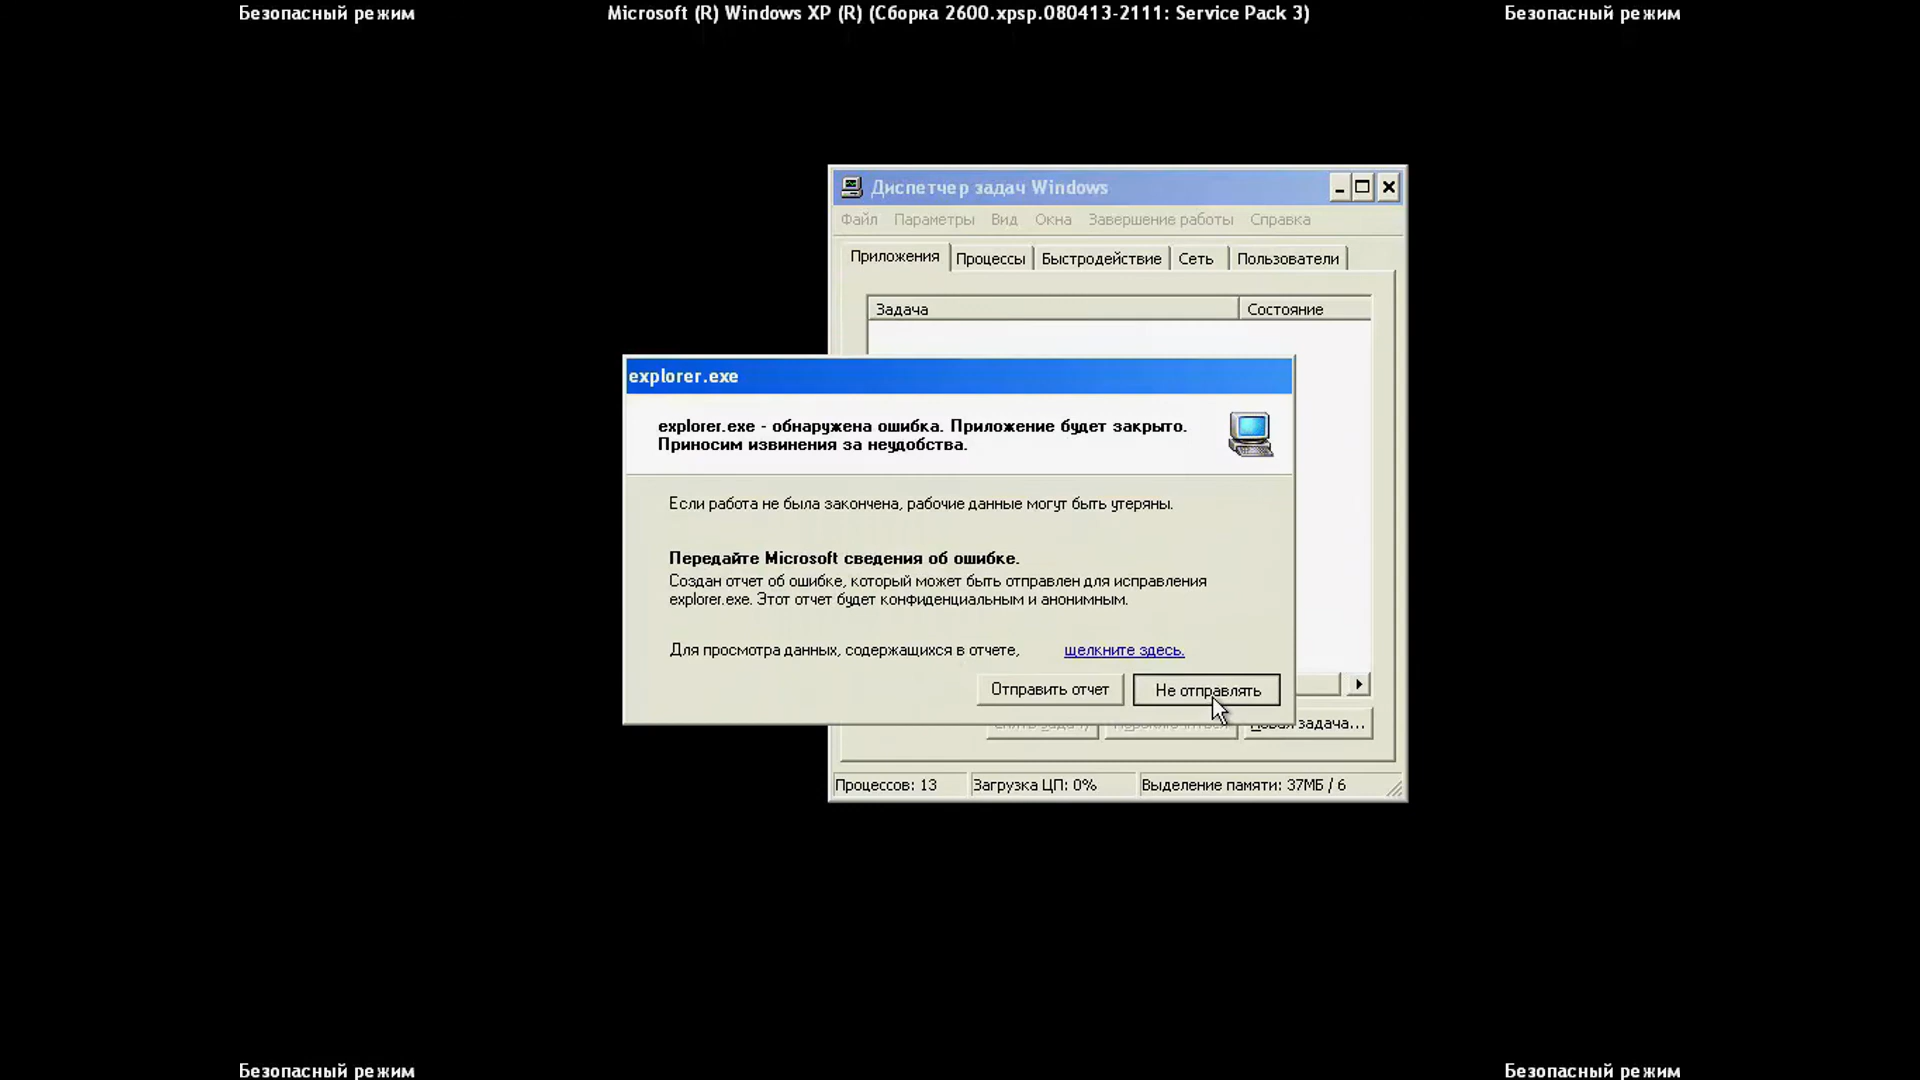 Безопасный режим
Microsoft (R) Windows XP (R) (Сборка 2600.xpsp.080413-2111: Service Pack 3)
Безопасный режим
Диспетчер задач Windows
Файл Параметры Вид Окна Завершение работы Справка
Приложения Процессы Быстродействие Сеть Пользователи
Задача Состояние
explorer.exe
explorer.exe - обнаружена ошибка. Приложение будет закрыто.
Приносим извинения за неудобства.
Если работа не была закончена, рабочие данные могут быть утеряны.
Передайте Microsoft сведения об ошибке.
Создан отчет об ошибке, который может быть отправлен для исправления
explorer.exe. Этот отчет будет конфиденциальным и анонимным.
Для просмотра данных, содержащихся в отчете, щелкните здесь.
Отправить отчет Не отправлять
задача...
Процессов: 13 Загрузка ЦП: 0% Выделение памяти: 37МБ / 6
Безопасный режим
Безопасный режим